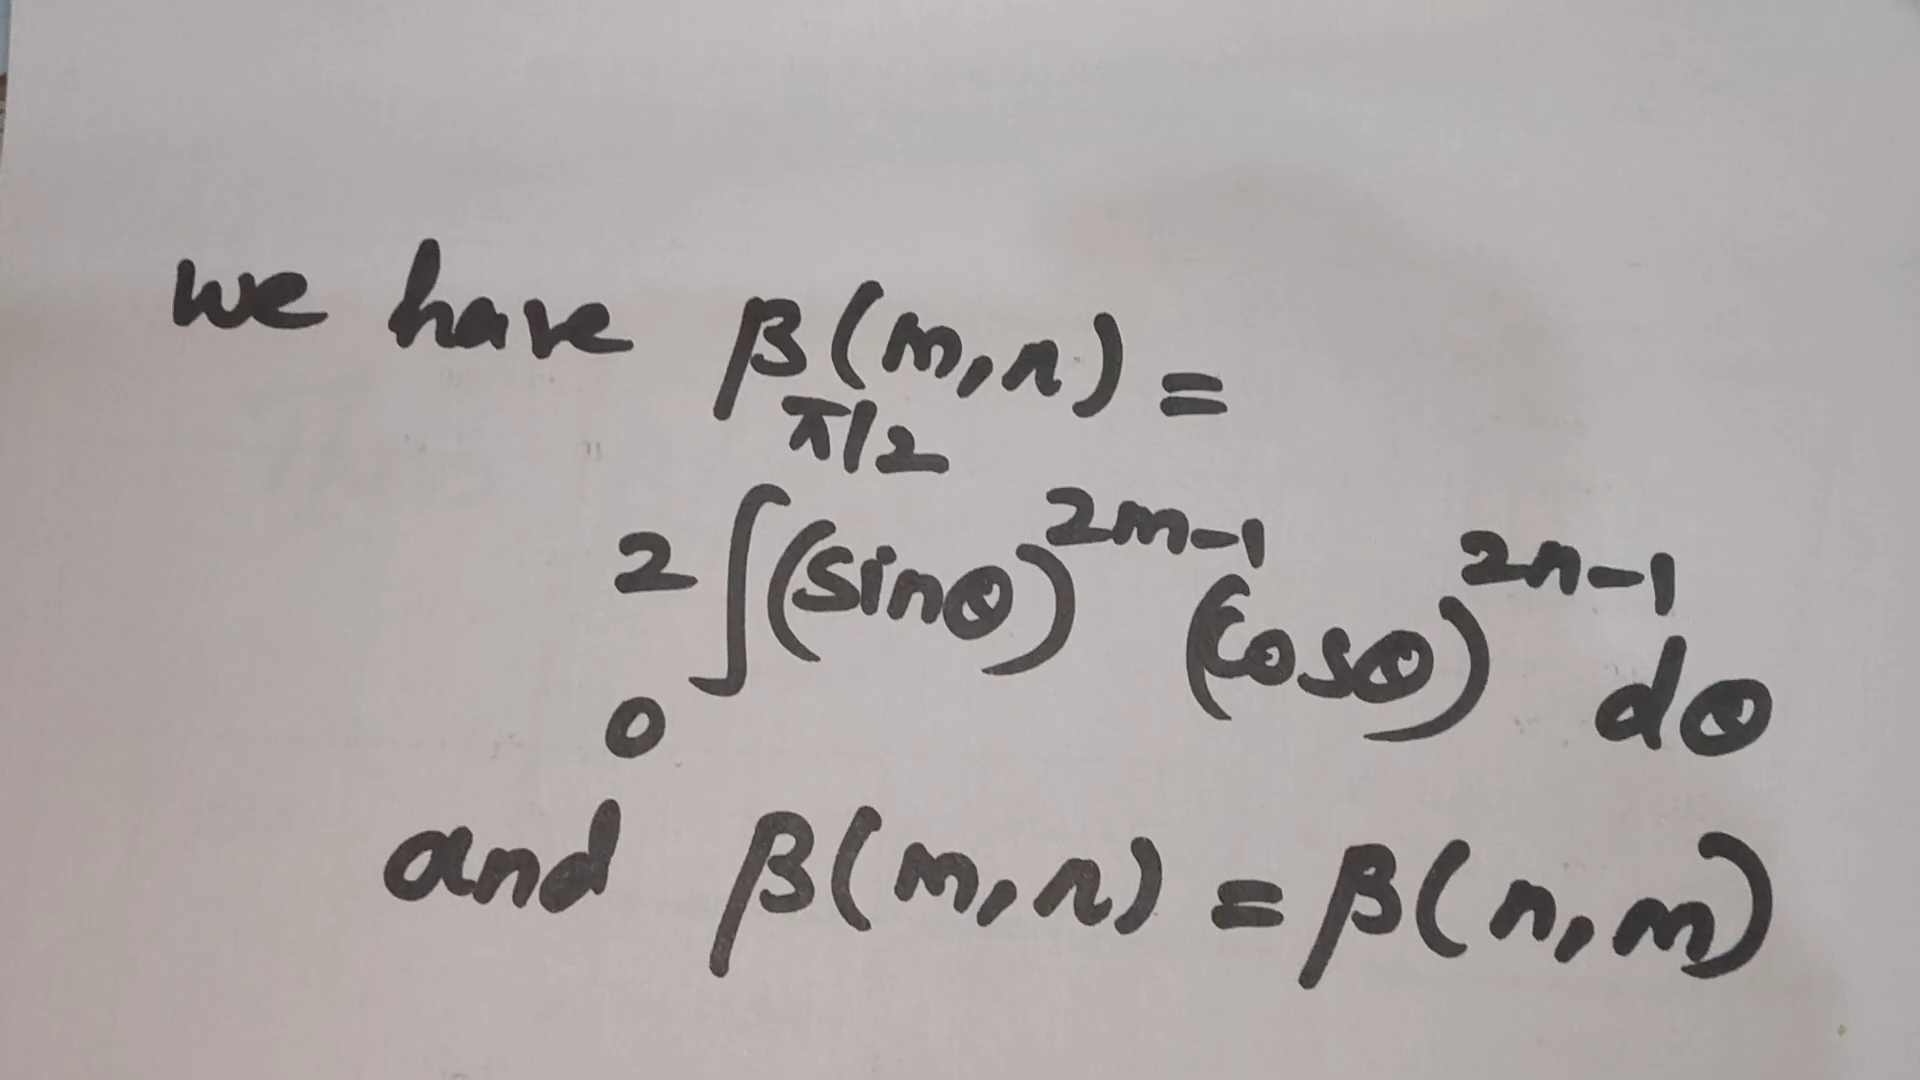 we have β(m,n) =
π/2
2 ∫ (sinθ)^2m-1 (cosθ)^2n-1 dθ
0
and β(m,n) = β(n,m)